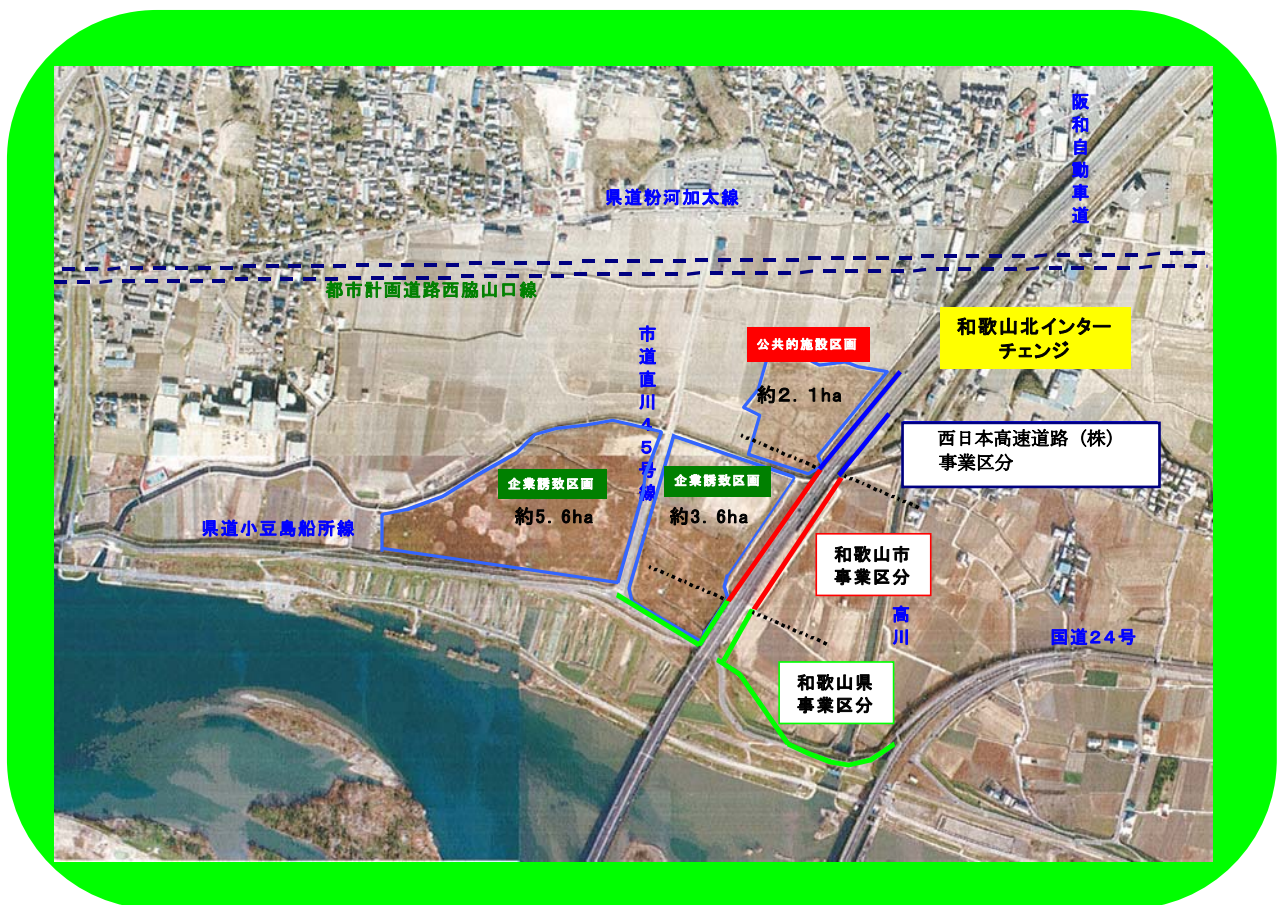 阪和自動車道
県道粉河加太線
都市計画道路西脇山口線
和歌山北インター
チェンジ
市道直川45号線
公共的施設区画
約2.1ha
西日本高速道路（株）
事業区分
企業誘致区画
約5.6ha
企業誘致区画
約3.6ha
県道小豆島船所線
和歌山市
事業区分
高川
国道24号
和歌山県
事業区分